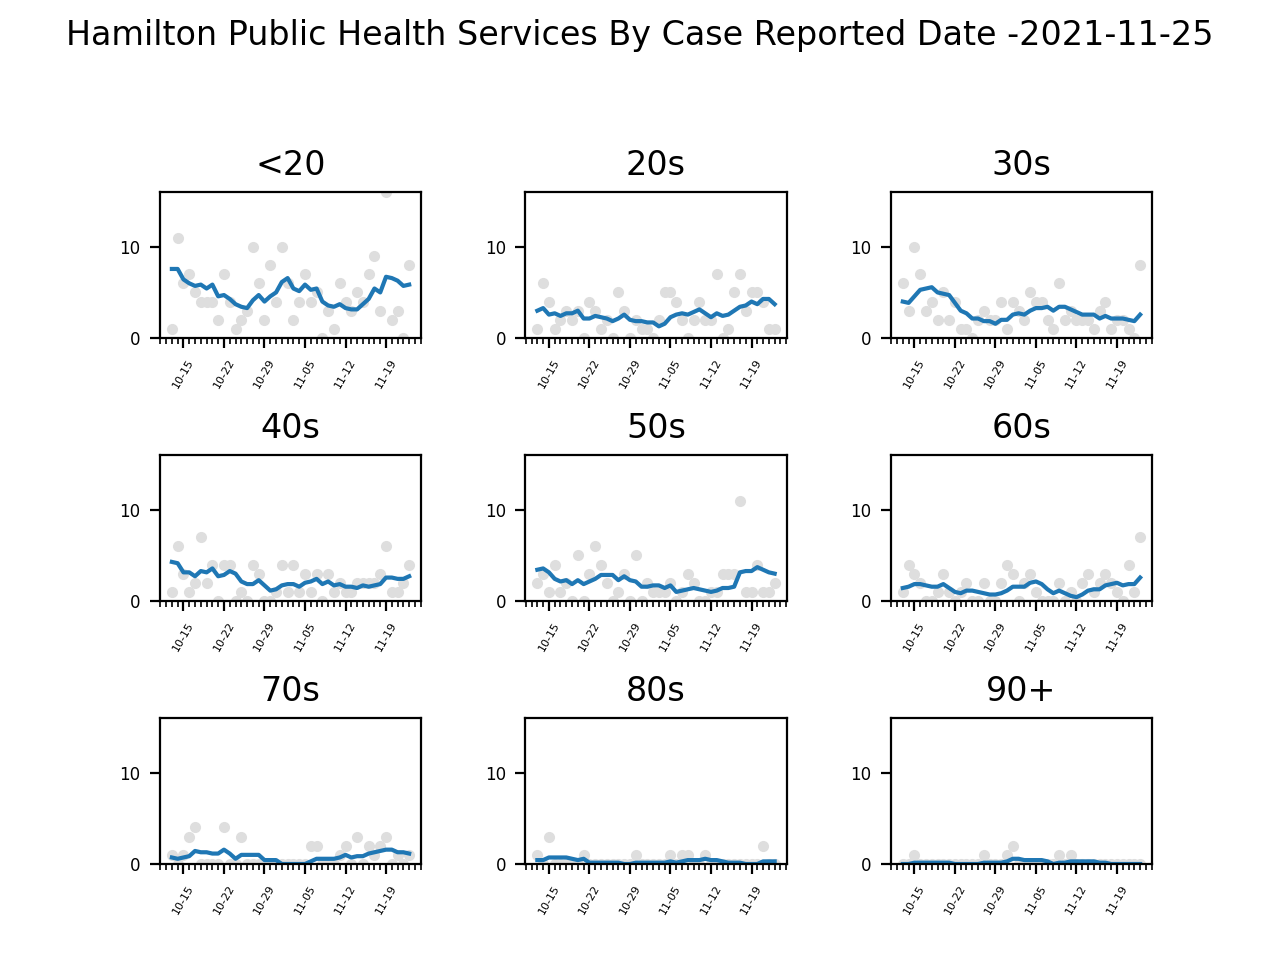 Hamilton Public Health Services By Case Reported Date -2021-11-25
<20 20s 30s
10 10 10
0 0 0
10-15 10-22 10-29 11-05 11-12 11-19 10-15 10-22 10-29 11-05 11-12 11-19 10-15 10-22 10-29 11-05 11-12 11-19
40s 50s 60s
10 10 10
0 0 0
10-15 10-22 10-29 11-05 11-12 11-19 10-15 10-22 10-29 11-05 11-12 11-19 10-15 10-22 10-29 11-05 11-12 11-19
70s 80s 90+
10 10 10
0 0 0
10-15 10-22 10-29 11-05 11-12 11-19 10-15 10-22 10-29 11-05 11-12 11-19 10-15 10-22 10-29 11-05 11-12 11-19